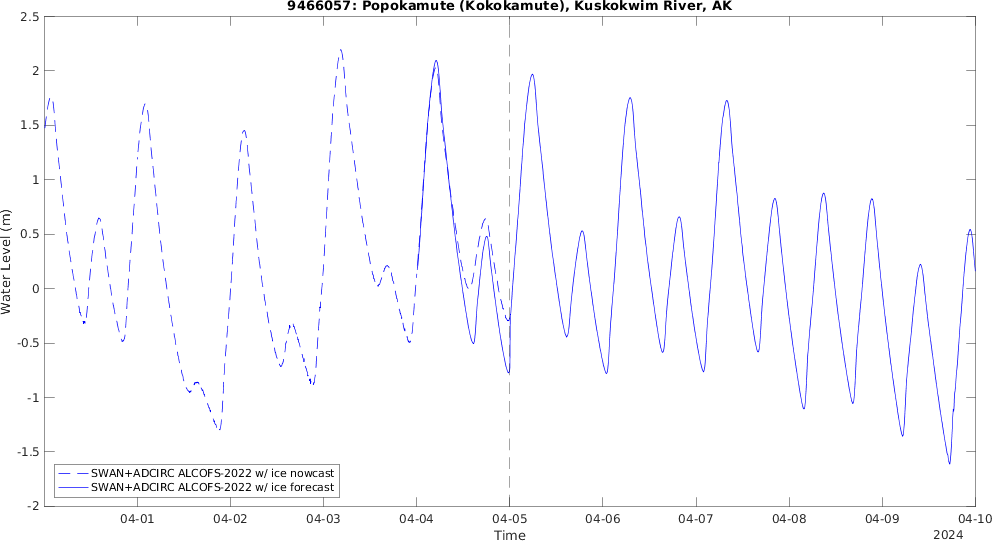 9466057: Popokamute (Kokokamute), Kuskokwim River, AK
2.5
2
1.5
1
0.5
0
-0.5
-1
-1.5
-2
Water Level (m)
SWAN+ADCIRC ALCOFS-2022 w/ ice nowcast
SWAN+ADCIRC ALCOFS-2022 w/ ice forecast
04-01 04-02 04-03 04-04 04-05 04-06 04-07 04-08 04-09 04-10
Time
2024